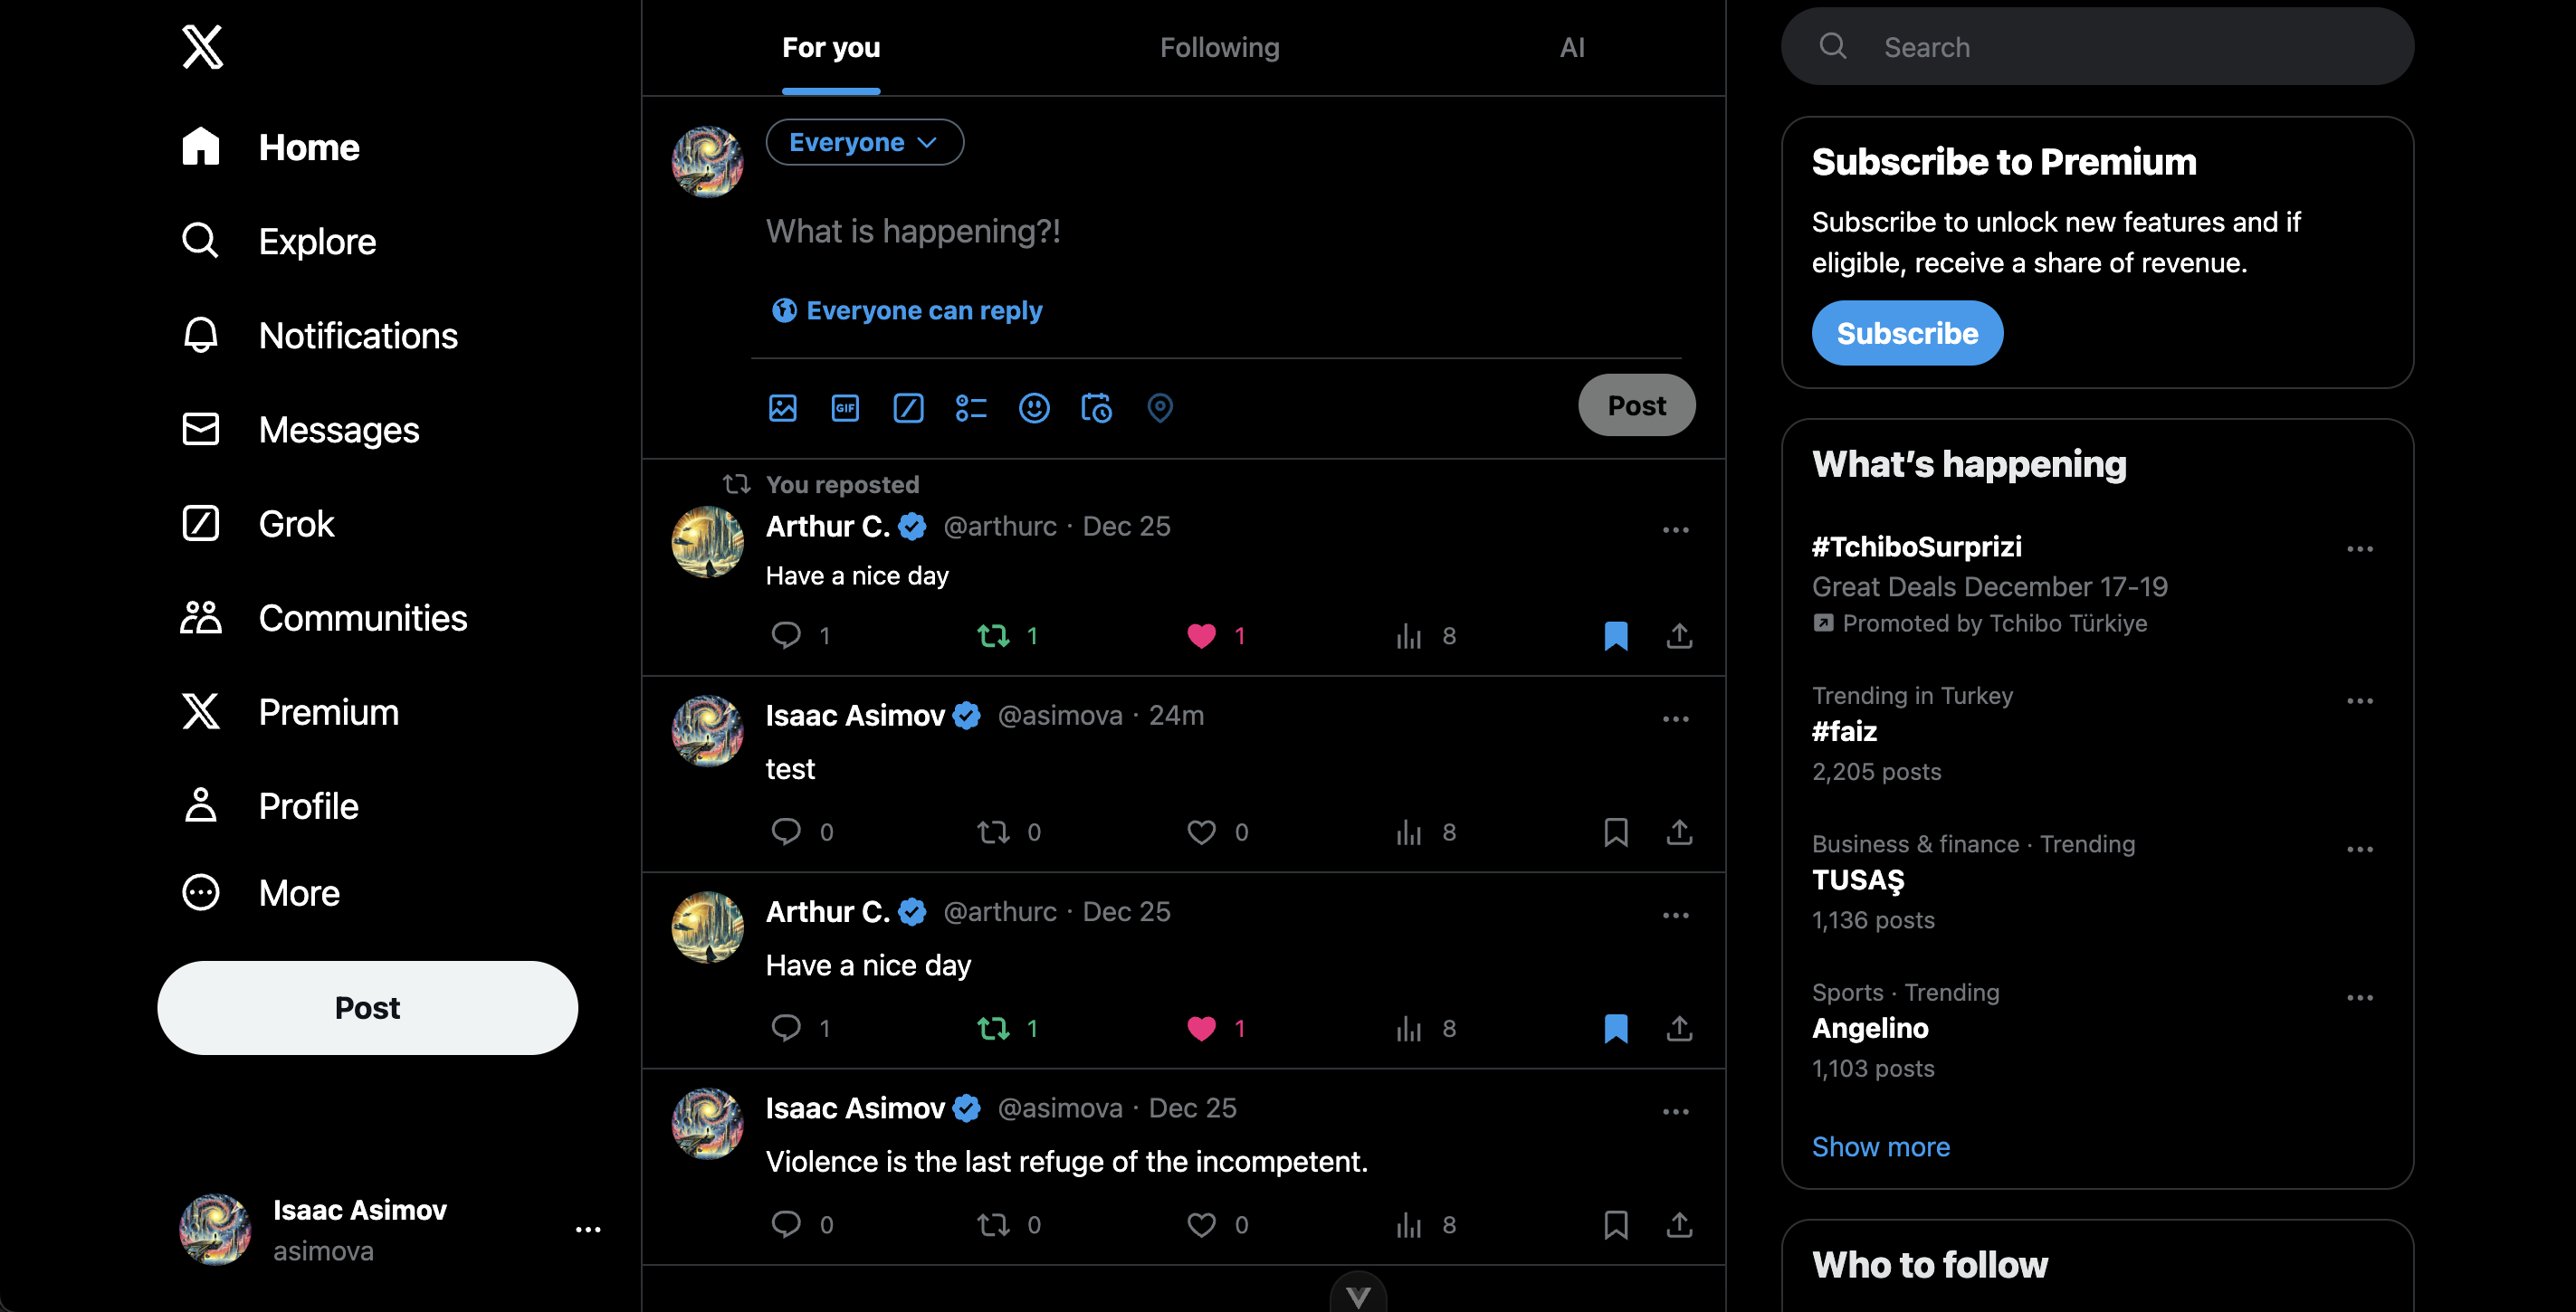 Home
Explore
Notifications
Messages
Grok
Communities
Premium
Profile
More
Post
Isaac Asimov
asimova
For you Following AI
Everyone
What is happening?!
Everyone can reply
GIF
Post
You reposted
Arthur C. @arthurc · Dec 25
Have a nice day
1 1 1 8
Isaac Asimov @asimova · 24m
test
0 0 0 8
Arthur C. @arthurc · Dec 25
Have a nice day
1 1 1 8
Isaac Asimov @asimova · Dec 25
Violence is the last refuge of the incompetent.
0 0 0 8
Search
Subscribe to Premium
Subscribe to unlock new features and if
eligible, receive a share of revenue.
Subscribe
What’s happening
#TchiboSurprizi
Great Deals December 17-19
Promoted by Tchibo Türkiye
Trending in Turkey
#faiz
2,205 posts
Business & finance · Trending
TUSAŞ
1,136 posts
Sports · Trending
Angelino
1,103 posts
Show more
Who to follow